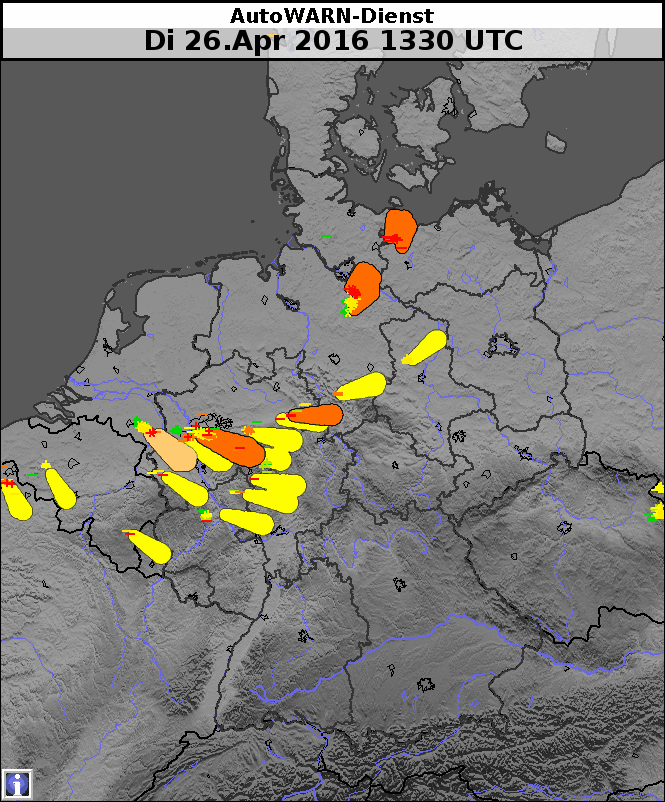 AutoWARN-Dienst
Di 26.Apr 2016 1330 UTC
i